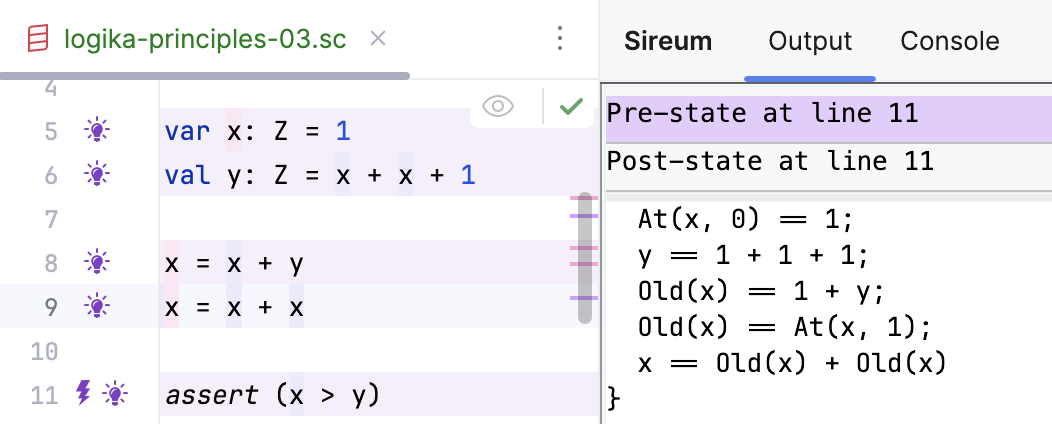 logika-principles-03.sc
Sireum Output Console
4
5 var x: Z = 1
6 val y: Z = x + x + 1
7
8 x = x + y
9 x = x + x
10
11 assert (x > y)
Pre-state at line 11
Post-state at line 11
At(x, 0) == 1;
y == 1 + 1 + 1;
Old(x) == 1 + y;
Old(x) == At(x, 1);
x == Old(x) + Old(x)
}